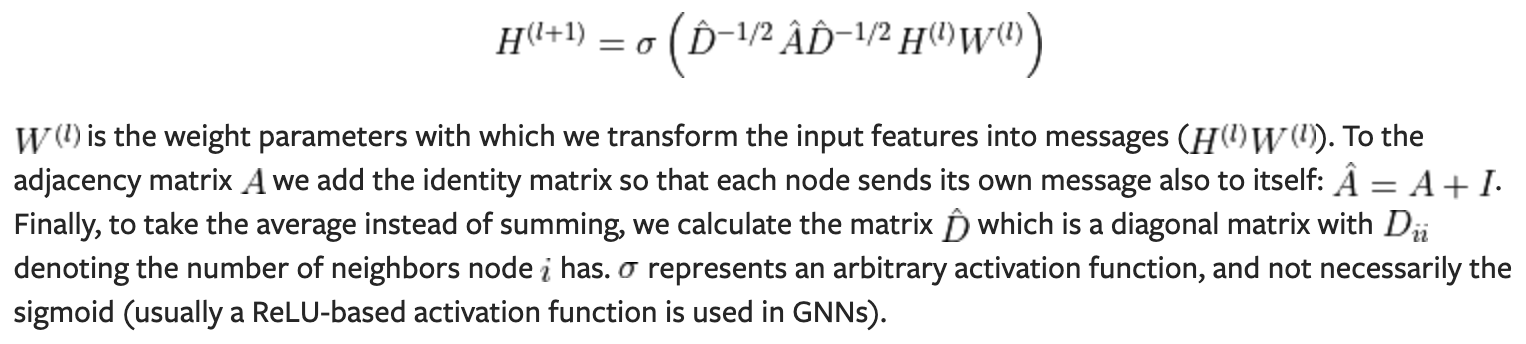 H^{(l+1)} = σ ( D̂^{-1/2} Â D̂^{-1/2} H^{(l)} W^{(l)} )
W^{(l)} is the weight parameters with which we transform the input features into messages (H^{(l)} W^{(l)}). To the
adjacency matrix A we add the identity matrix so that each node sends its own message also to itself: Â = A + I.
Finally, to take the average instead of summing, we calculate the matrix D̂ which is a diagonal matrix with D_{ii}
denoting the number of neighbors node i has. σ represents an arbitrary activation function, and not necessarily the
sigmoid (usually a ReLU-based activation function is used in GNNs).